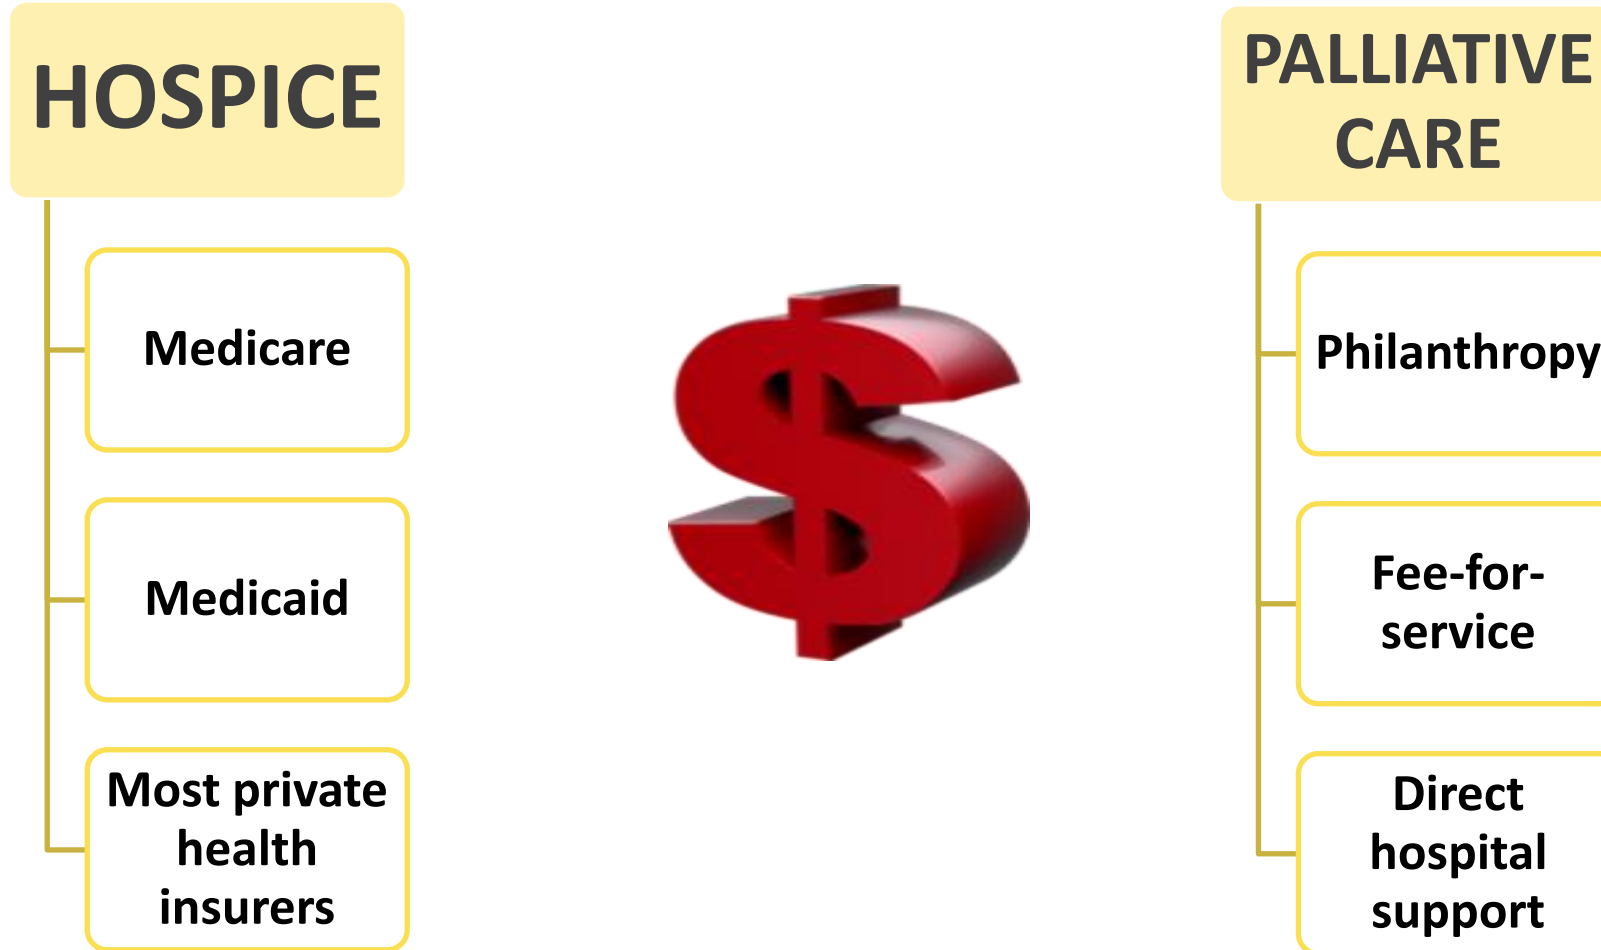 HOSPICE
Medicare
Medicaid
Most private
health
insurers
PALLIATIVE
CARE
Philanthropy
Fee-for-
service
Direct
hospital
support